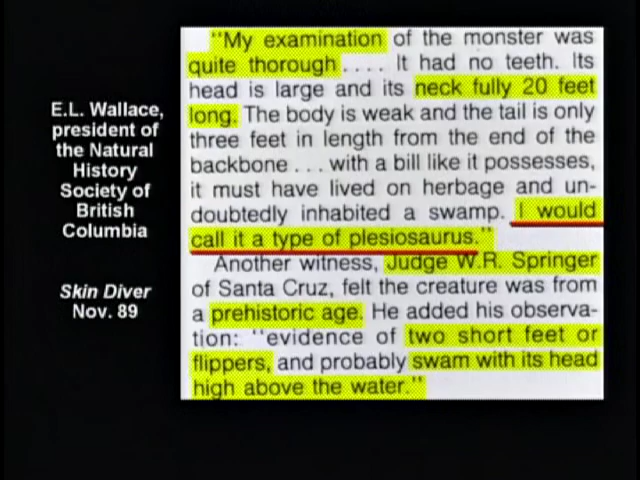 E.L. Wallace,
president of
the Natural
History
Society of
British
Columbia
Skin Diver
Nov. 89
"My examination of the monster was
quite thorough . . . . It had no teeth. Its
head is large and its neck fully 20 feet
long. The body is weak and the tail is only
three feet in length from the end of the
backbone . . . with a bill like it possesses,
it must have lived on herbage and un-
doubtedly inhabited a swamp. I would
call it a type of plesiosaurus."
Another witness, Judge W.R. Springer
of Santa Cruz, felt the creature was from
a prehistoric age. He added his observa-
tion: "evidence of two short feet or
flippers, and probably swam with its head
high above the water."